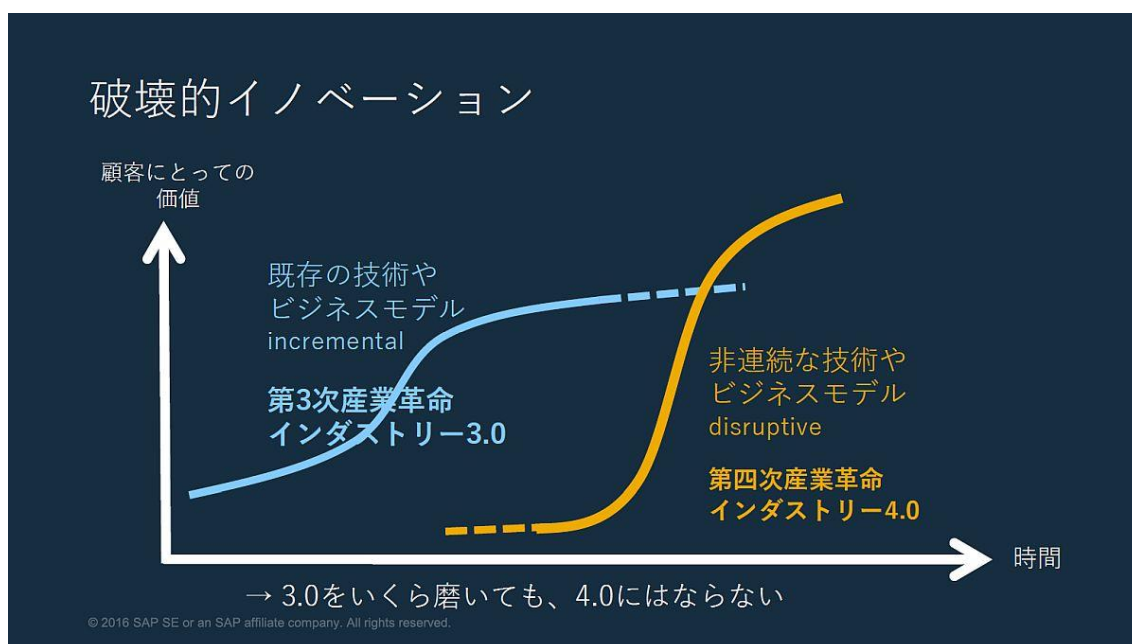 破壊的イノベーション
顧客にとっての
価値
既存の技術や
ビジネスモデル
incremental
第3次産業革命
インダストリー3.0
非連続な技術や
ビジネスモデル
disruptive
第四次産業革命
インダストリー4.0
時間
→ 3.0をいくら磨いても、4.0にはならない
© 2016 SAP SE or an SAP affiliate company. All rights reserved.